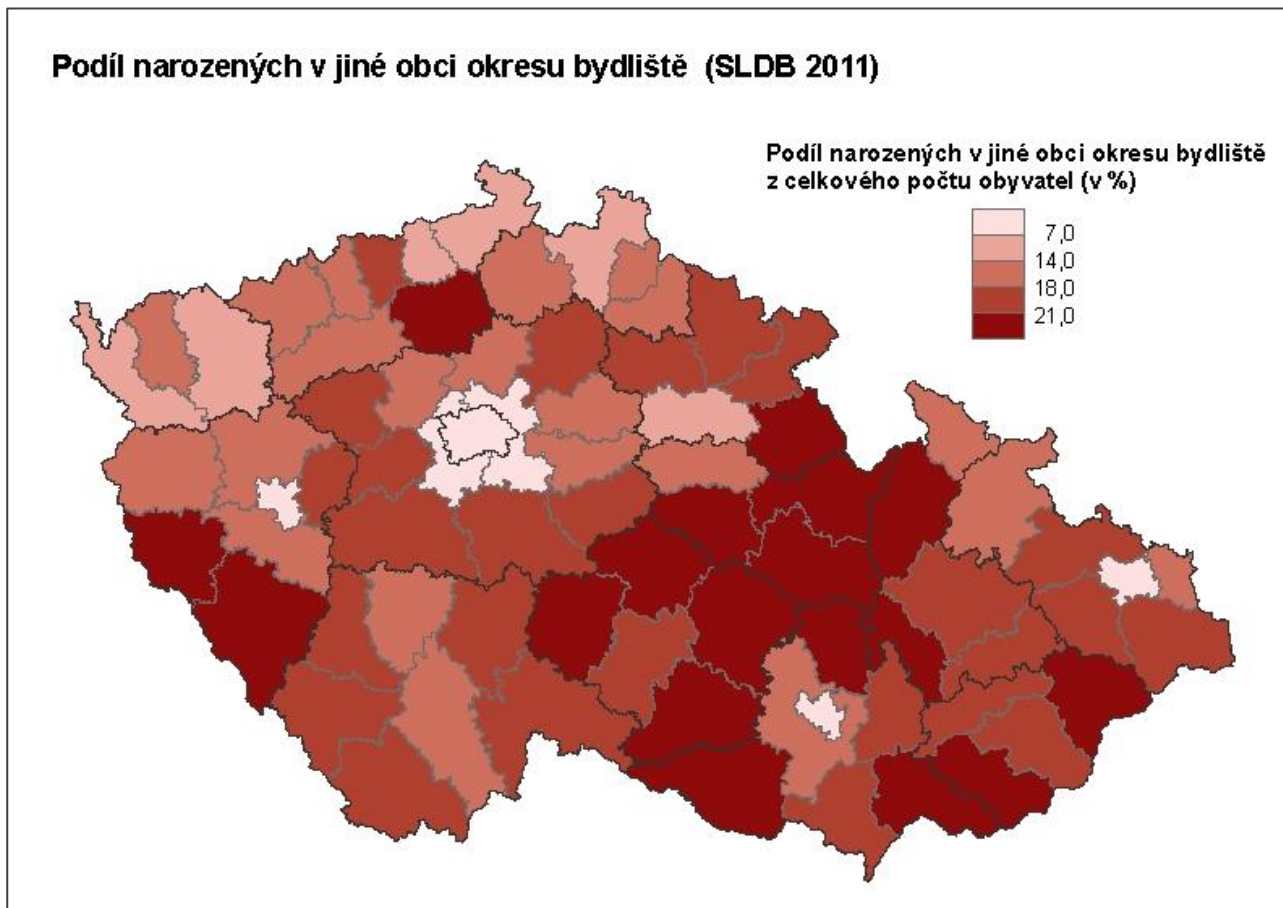 Podíl narozených v jiné obci okresu bydliště (SLDB 2011)
Podíl narozených v jiné obci okresu bydliště
z celkového počtu obyvatel (v %)
7,0
14,0
18,0
21,0